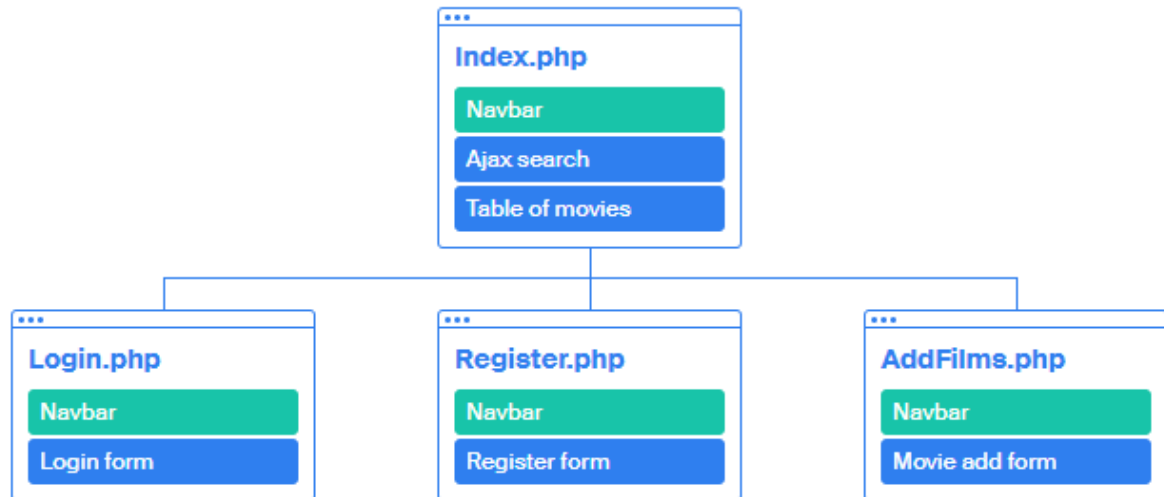 Index.php
Navbar
Ajax search
Table of movies
Login.php
Navbar
Login form
Register.php
Navbar
Register form
AddFilms.php
Navbar
Movie add form